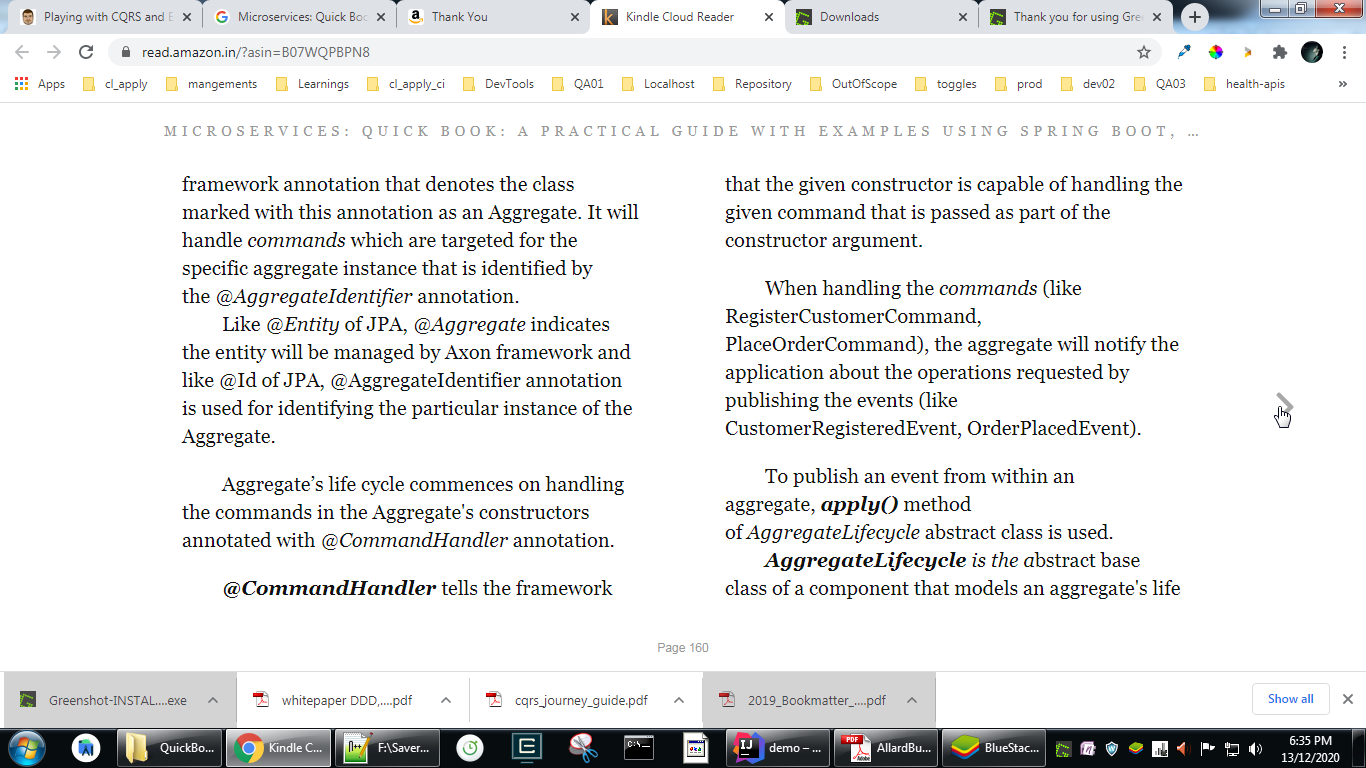 Playing with CQRS and E
Microservices: Quick Boo
Thank You
Kindle Cloud Reader
Downloads
Thank you for using Gre
read.amazon.in/?asin=B07WQPBPN8
Apps
cl_apply
mangements
Learnings
cl_apply_ci
DevTools
QA01
Localhost
Repository
OutOfScope
toggles
prod
dev02
QA03
health-apis
»
MICROSERVICES: QUICK BOOK: A PRACTICAL GUIDE WITH EXAMPLES USING SPRING BOOT, …
framework annotation that denotes the class
marked with this annotation as an Aggregate. It will
handle commands which are targeted for the
specific aggregate instance that is identified by
the @AggregateIdentifier annotation.
Like @Entity of JPA, @Aggregate indicates
the entity will be managed by Axon framework and
like @Id of JPA, @AggregateIdentifier annotation
is used for identifying the particular instance of the
Aggregate.
Aggregate’s life cycle commences on handling
the commands in the Aggregate's constructors
annotated with @CommandHandler annotation.
@CommandHandler tells the framework
that the given constructor is capable of handling the
given command that is passed as part of the
constructor argument.
When handling the commands (like
RegisterCustomerCommand,
PlaceOrderCommand), the aggregate will notify the
application about the operations requested by
publishing the events (like
CustomerRegisteredEvent, OrderPlacedEvent).
To publish an event from within an
aggregate, apply() method
of AggregateLifecycle abstract class is used.
AggregateLifecycle is the abstract base
class of a component that models an aggregate's life
Page 160
Greenshot-INSTAL....exe
whitepaper DDD,....pdf
cqrs_journey_guide.pdf
2019_Bookmatter_....pdf
Show all
QuickBo...
Kindle C...
F:\Saver...
demo – ...
AllardBu...
BlueStac...
6:35 PM
13/12/2020